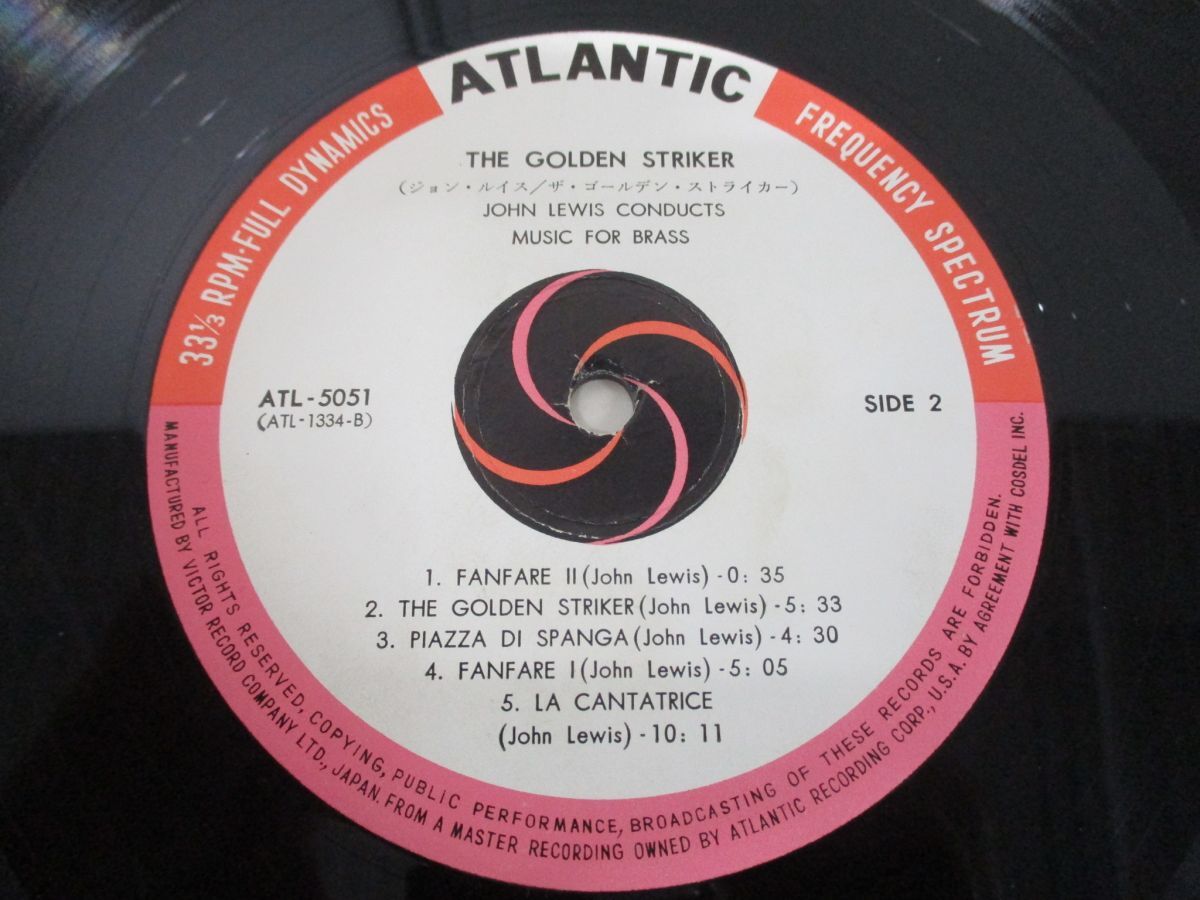 ATLANTIC
33⅓ RPM·FULL DYNAMICS
FREQUENCY SPECTRUM
THE GOLDEN STRIKER
(ジョン・ルイス/ザ・ゴールデン・ストライカー)
JOHN LEWIS CONDUCTS
MUSIC FOR BRASS
ATL-5051
(ATL-1334-B)
SIDE 2
1. FANFARE II (John Lewis) - 0: 35
2. THE GOLDEN STRIKER (John Lewis) - 5: 33
3. PIAZZA DI SPANGA (John Lewis) - 4: 30
4. FANFARE I (John Lewis) - 5: 05
5. LA CANTATRICE
(John Lewis) - 10: 11
ALL RIGHTS RESERVED, COPYING, PUBLIC PERFORMANCE, BROADCASTING OF THESE RECORDS ARE FORBIDDEN.
MANUFACTURED BY VICTOR RECORD COMPANY LTD., JAPAN. FROM A MASTER RECORDING OWNED BY ATLANTIC RECORDING CORP., U.S.A. BY AGREEMENT WITH COSDEL INC.